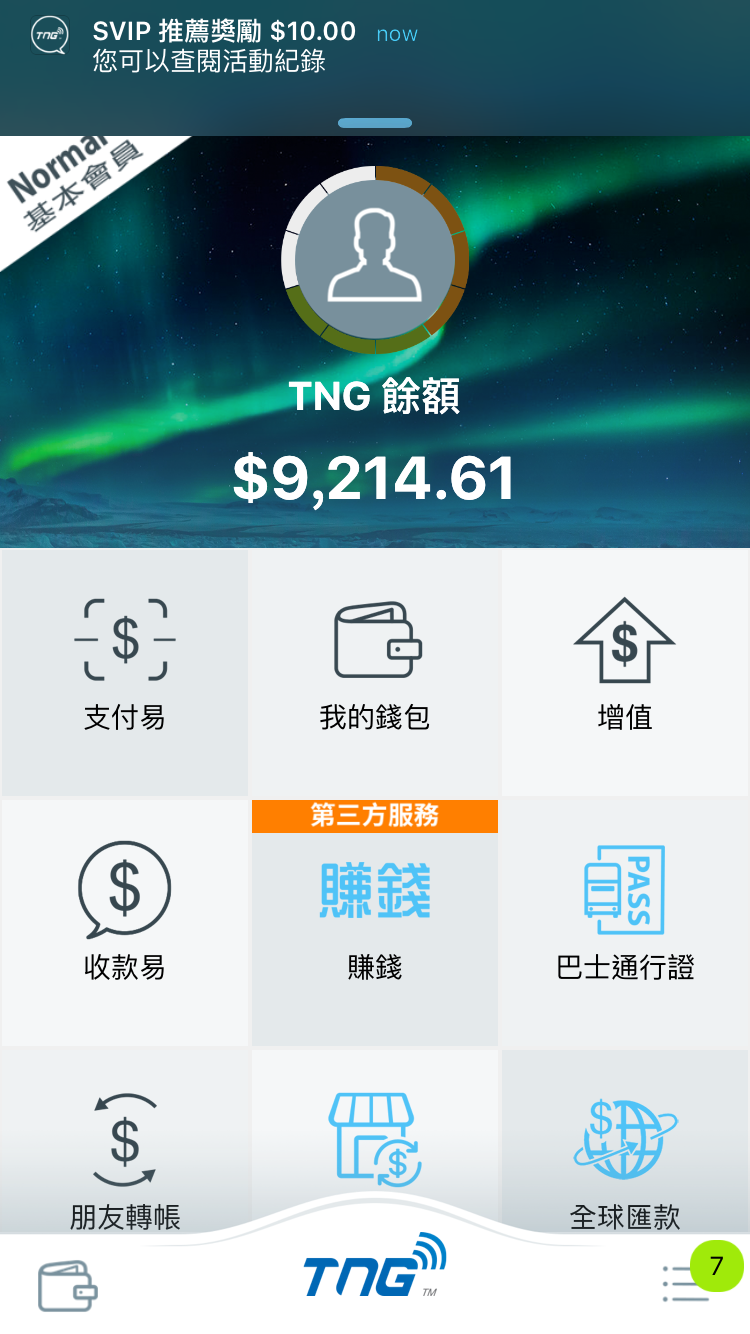 TNG
SVIP 推薦獎勵 $10.00 now
您可以查閱活動紀錄
Normal
基本會員
TNG 餘額
$9,214.61
$
$
支付易
我的錢包
增值
第三方服務
$
賺錢
PASS
收款易
賺錢
巴士通行證
$
$
$
朋友轉帳
全球匯款
TNG
TM
7